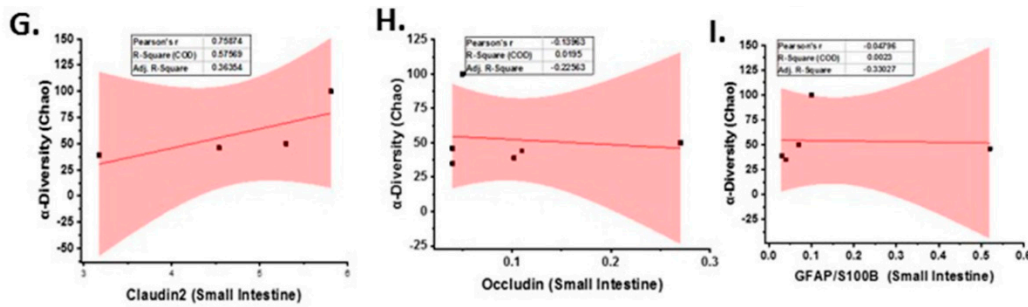 G.
Pearson's r 0.75874
R-Square (COD) 0.57569
Adj. R-Square 0.36354
α-Diversity (Chao)
150
125
100
75
50
25
0
-25
-50
3 4 5 6
Claudin2 (Small Intestine)
H.
Pearson's r -0.13963
R-Square (COD) 0.0195
Adj. R-Square -0.22563
α-Diversity (Chao)
125
100
75
50
25
0
-25
0.1 0.2 0.3
Occludin (Small Intestine)
I.
Pearson's r -0.04796
R-Square (COD) 0.0023
Adj. R-Square -0.33027
α-Diversity (Chao)
150
125
100
75
50
25
0
-25
-50
0.0 0.1 0.2 0.3 0.4 0.5 0.6
GFAP/S100B (Small Intestine)